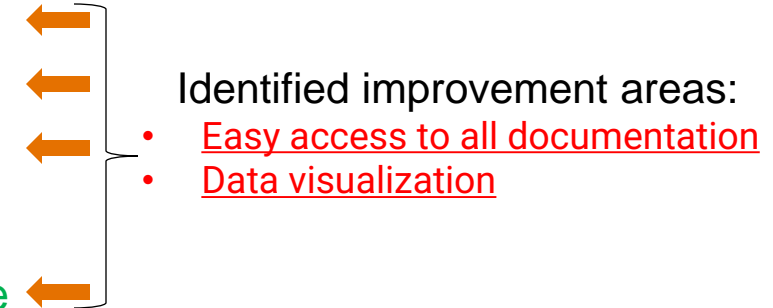 Identified improvement areas:
• Easy access to all documentation
• Data visualization
e